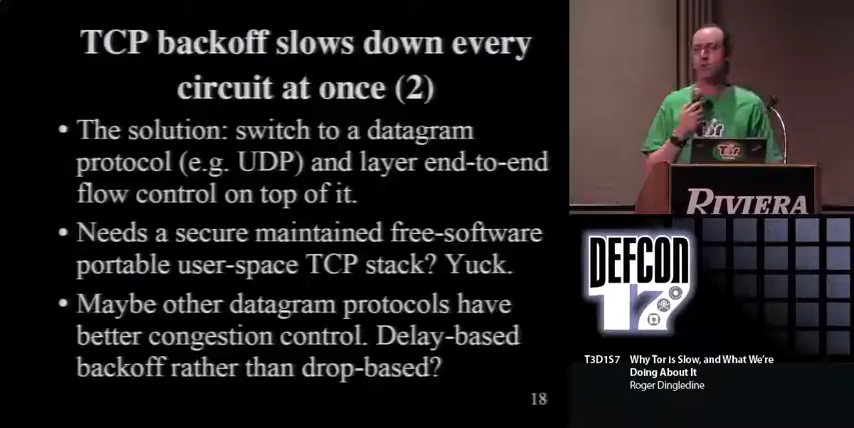 TCP backoff slows down every
circuit at once (2)
• The solution: switch to a datagram
protocol (e.g. UDP) and layer end-to-end
flow control on top of it.
• Needs a secure maintained free-software
portable user-space TCP stack? Yuck.
• Maybe other datagram protocols have
better congestion control. Delay-based
backoff rather than drop-based?
18
Tor
RIVIERA
DEFCON
17
T3D1S7 Why Tor is Slow, and What We're
Doing About It
Roger Dingledine